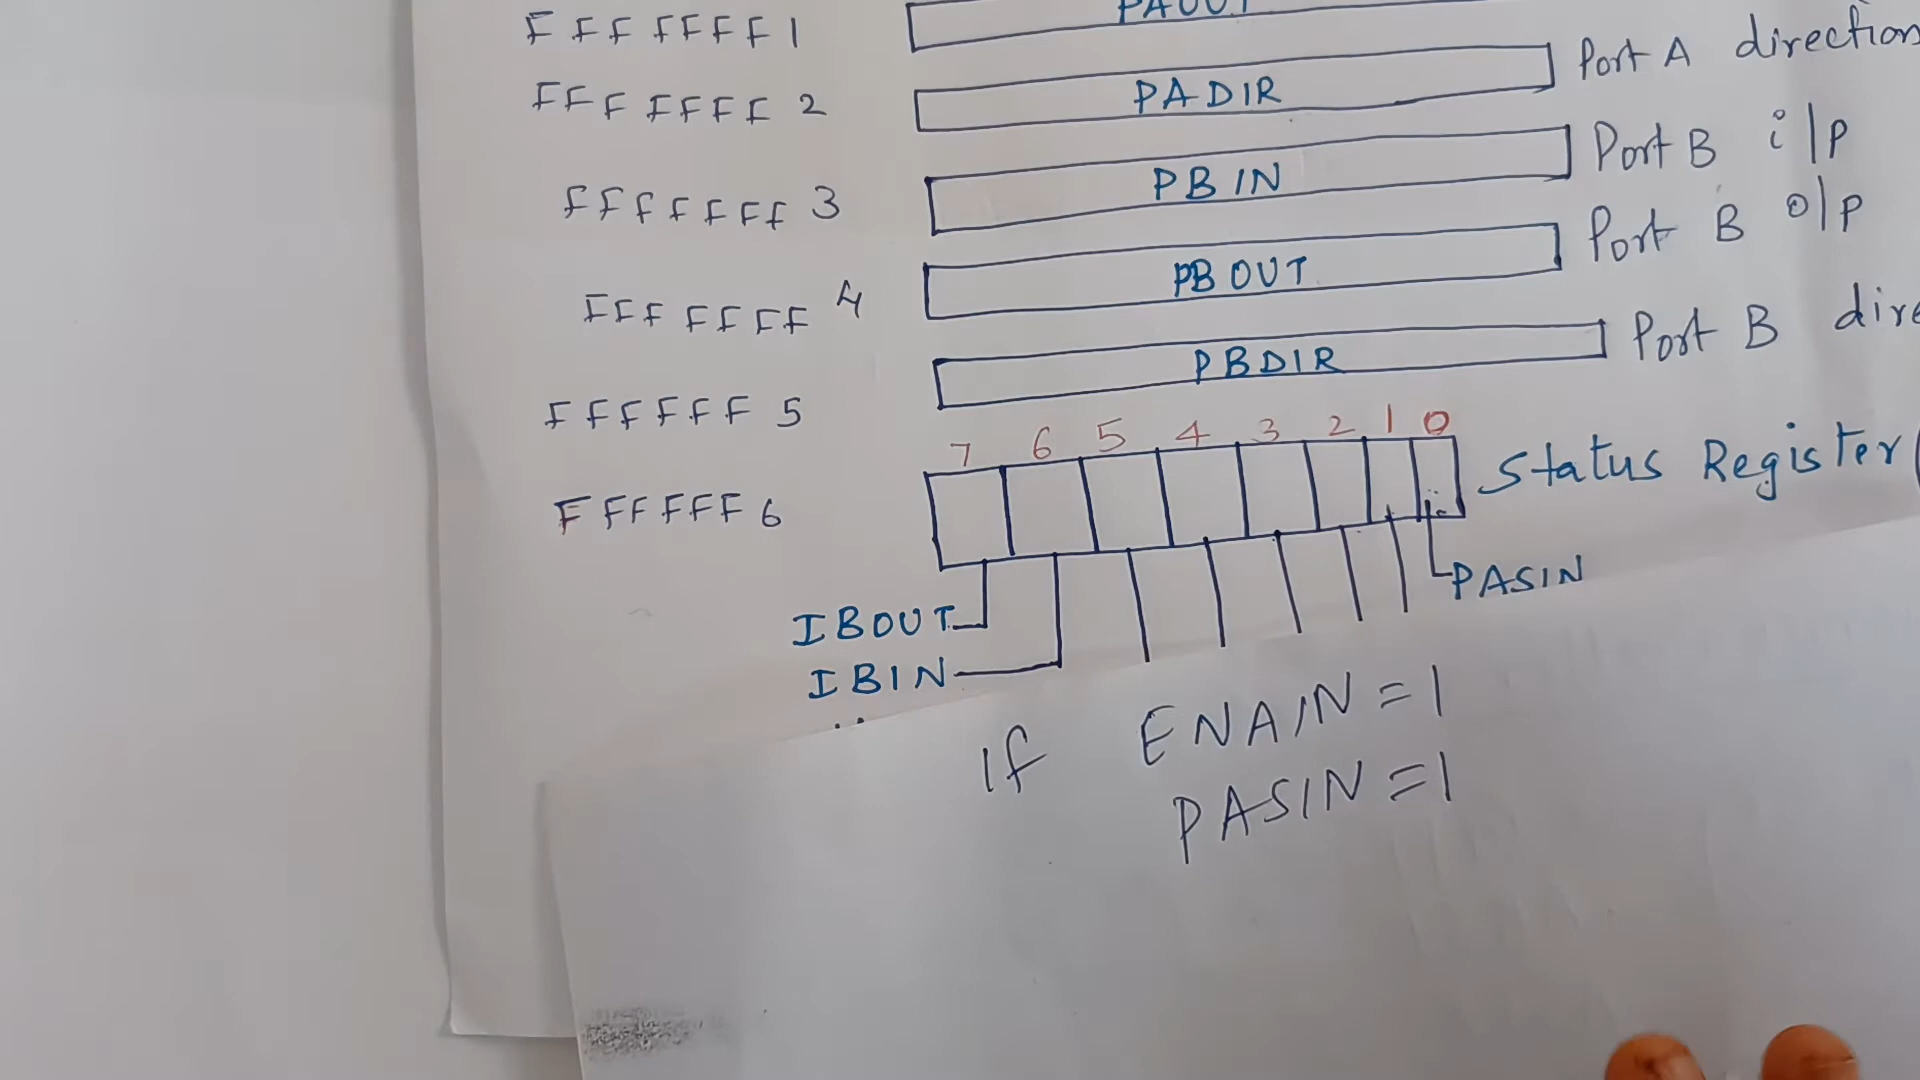 FFFFFFF1 PAOUT
FFFFFFF2 PADIR Port A direction
FFFFFFF3 PBIN Port B i/p
FFFFFFF4 PBOUT Port B o/p
FFFFFF5 PBDIR Port B dire
7 6 5 4 3 2 1 0
FFFFFF6 Status Register (
PASIN
IBOUT
IBIN
If ENAIN=1
PASIN=1